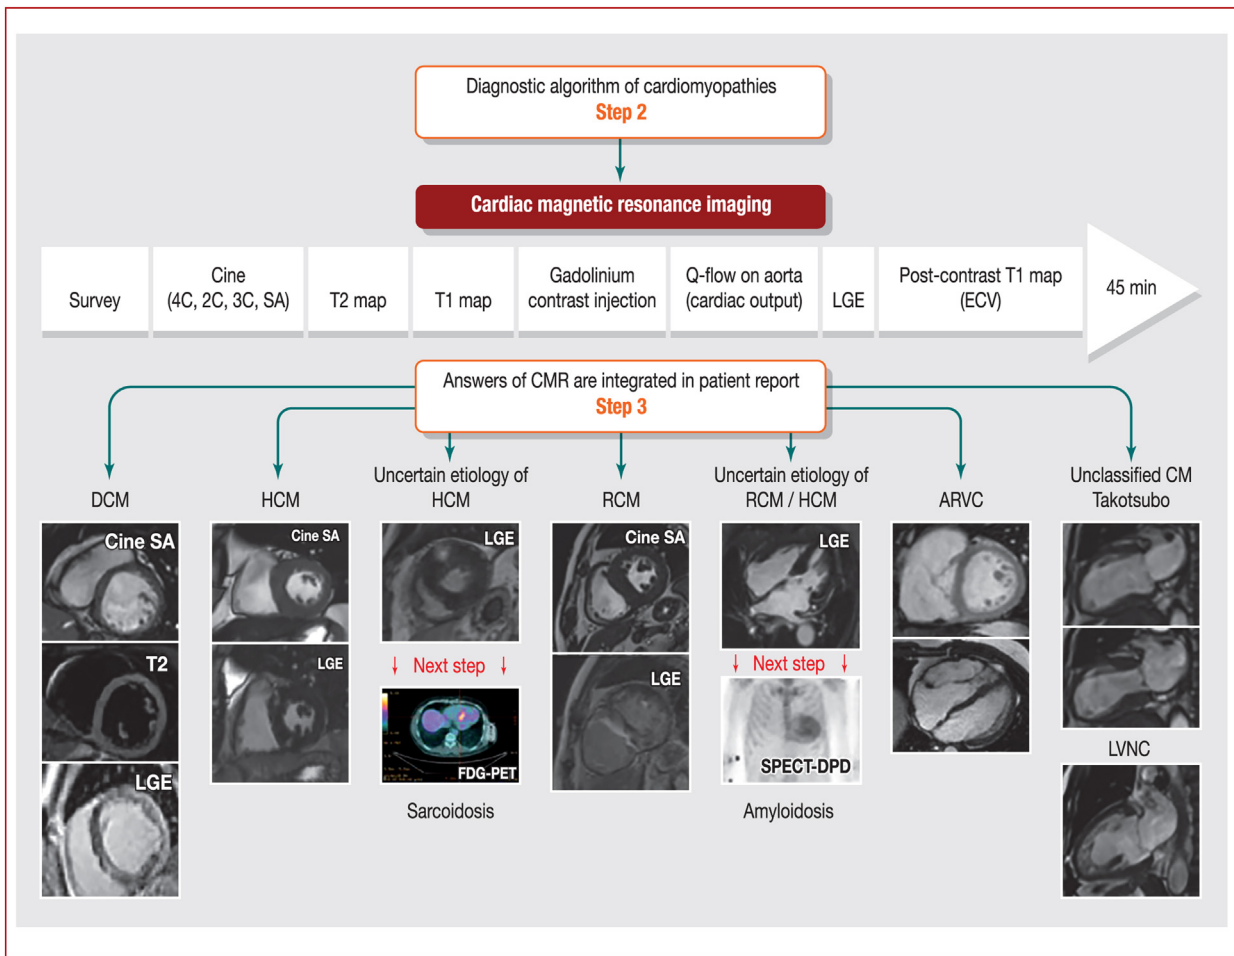 Diagnostic algorithm of cardiomyopathies
Step 2
Cardiac magnetic resonance imaging
Survey
Cine
(4C, 2C, 3C, SA)
T2 map
T1 map
Gadolinium
contrast injection
Q-flow on aorta
(cardiac output)
LGE
Post-contrast T1 map
(ECV)
45 min
Answers of CMR are integrated in patient report
Step 3
DCM
Cine SA
T2
LGE
HCM
Cine SA
LGE
Uncertain etiology of
HCM
LGE
Next step
FDG-PET
Sarcoidosis
RCM
Cine SA
LGE
Uncertain etiology of
RCM / HCM
LGE
Next step
SPECT-DPD
Amyloidosis
ARVC
Unclassified CM
Takotsubo
LVNC